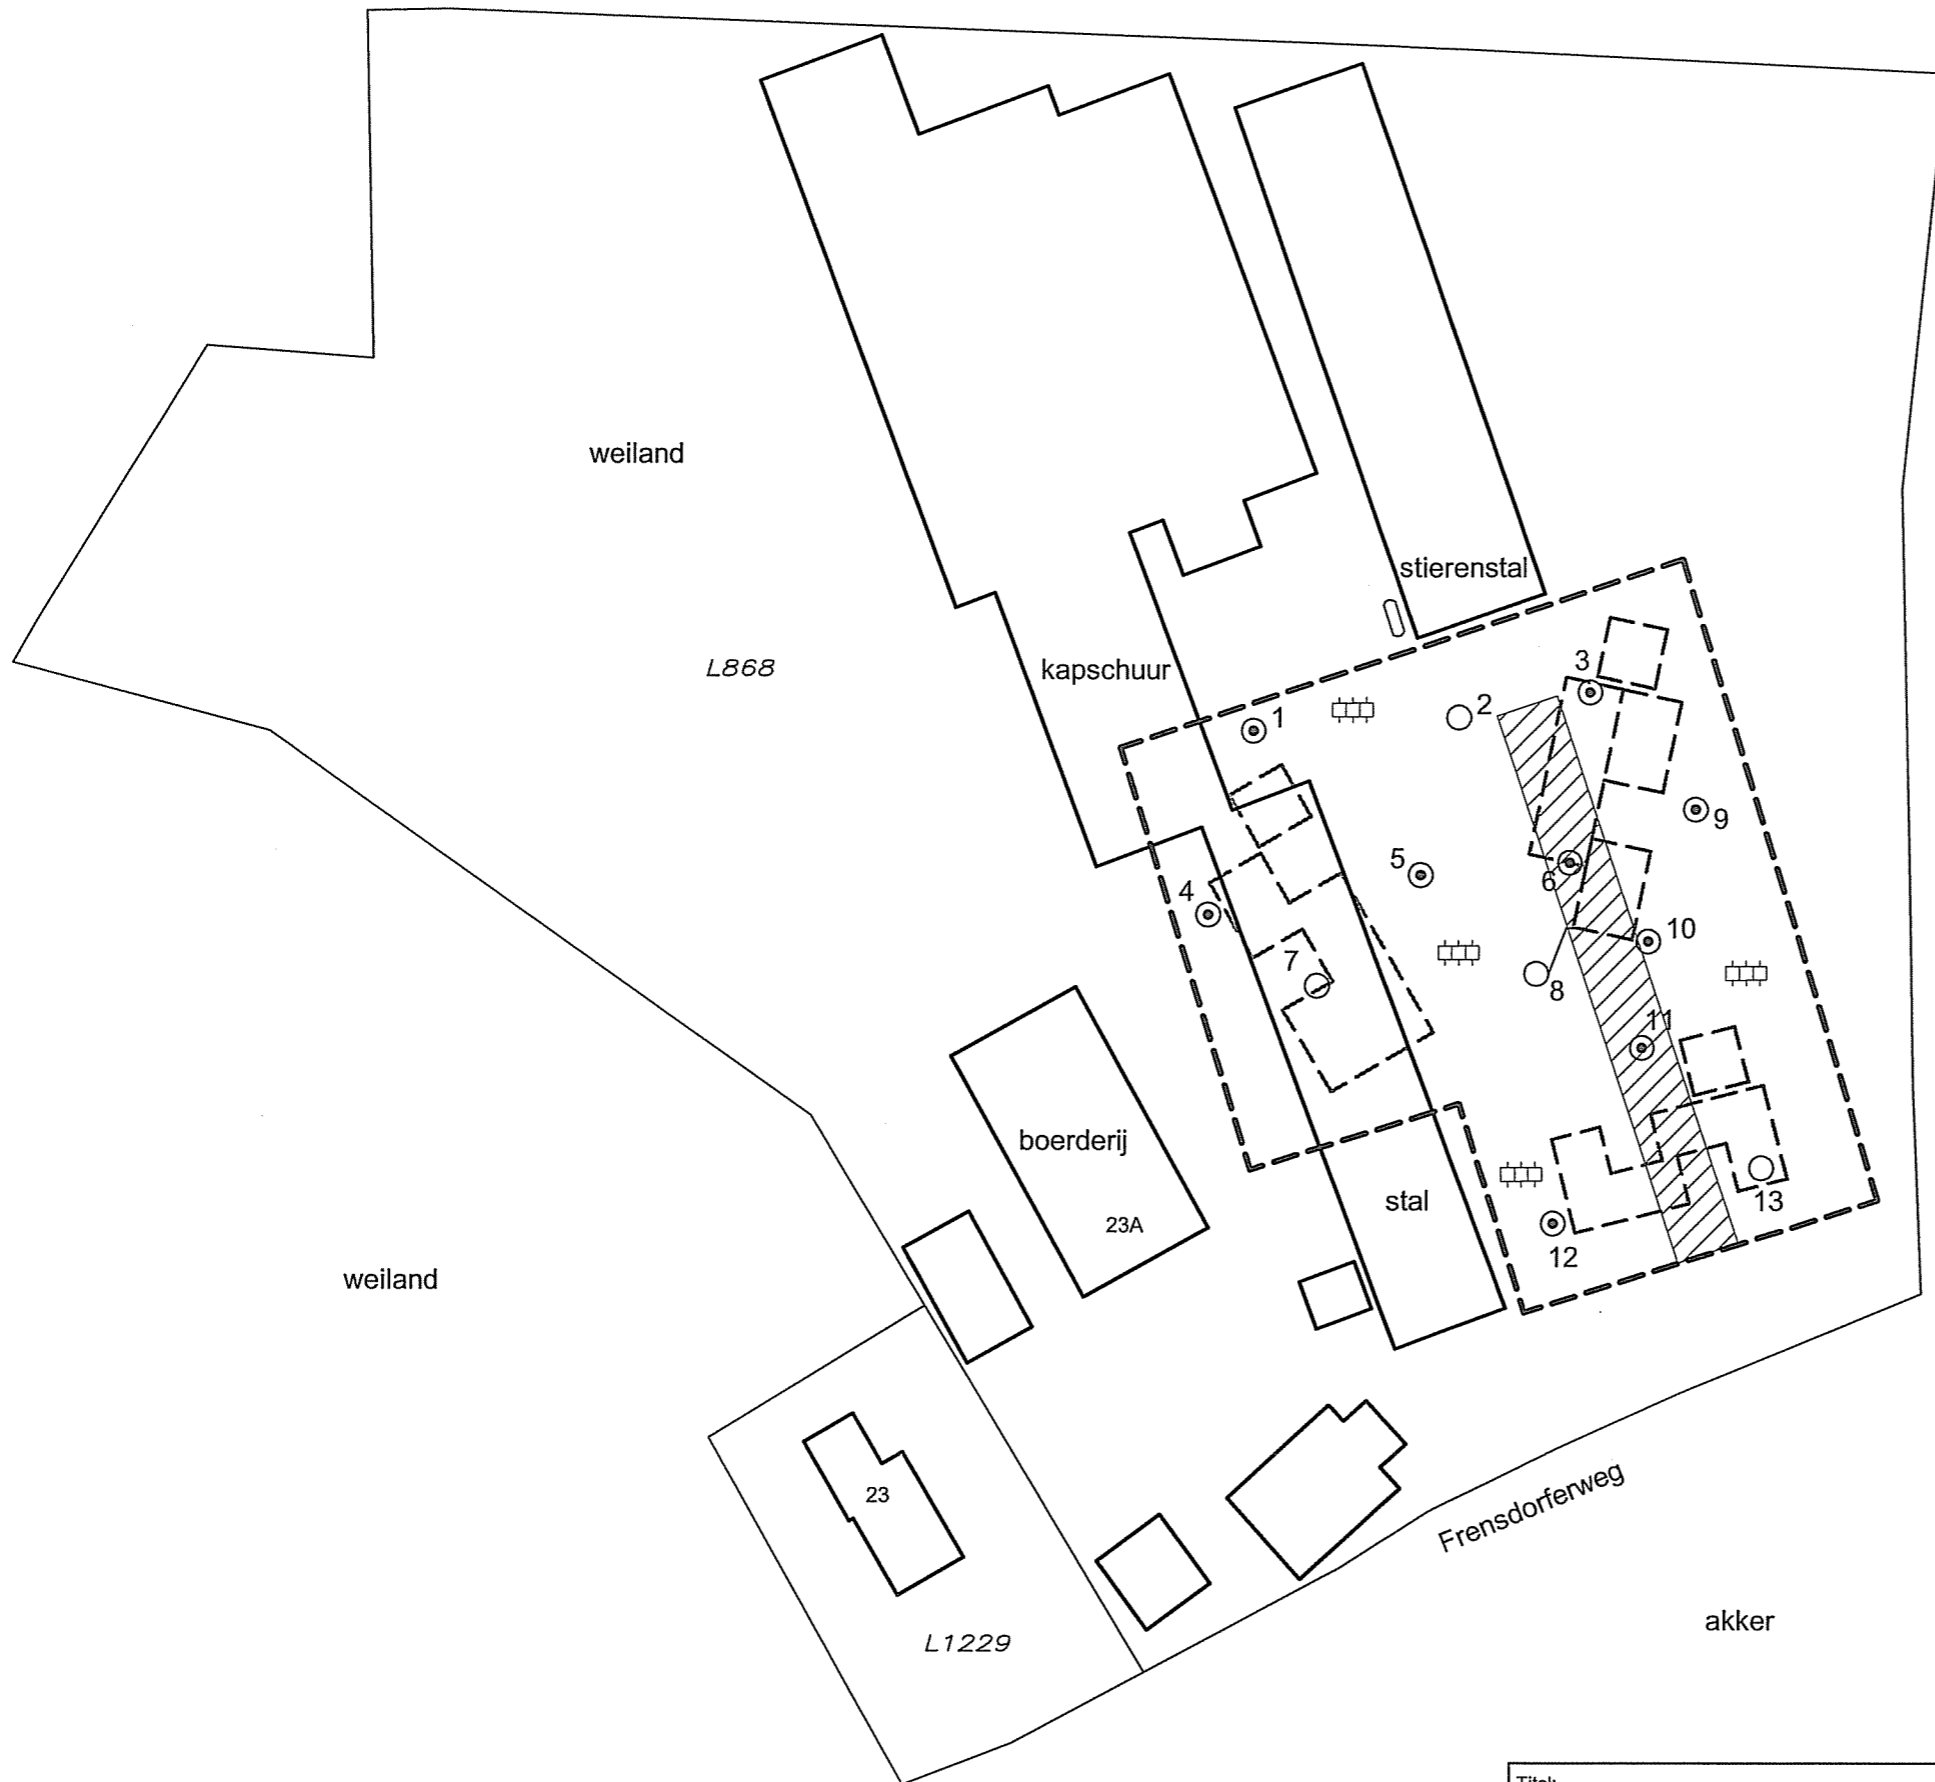 weiland
stierenstal
L868
kapschuur
3
2
1
9
5
6
4
10
7
8
11
boerderij
stal
13
23A
12
weiland
23
Frensdorferweg
akker
L1229